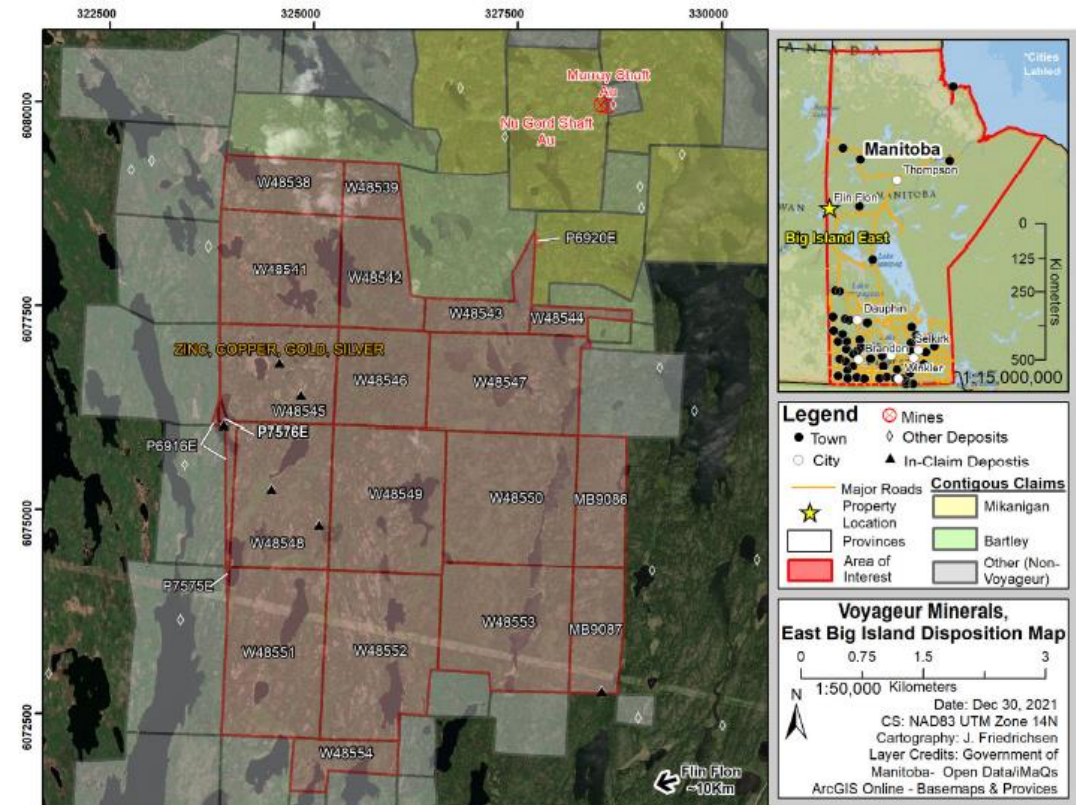 322500
325000
327500
330000
6080000
6077500
6075000
6072500
Murray Shaft
Au
Nu Gord Shaft
Au
W48538
W48539
P6920E
W48541
W48542
W48543
W48544
ZINC, COPPER, GOLD, SILVER
W48546
W48547
W48545
P7576E
P6916E
W48549
W48550
MB9086
W48548
P7575E
W48553
MB9087
W48551
W48552
W48554
Flin Flon
~10Km
ANADA
*Cities
Labled
Manitoba
Thompson
Flin Flon
MANITOBA
WAN
Big Island East
Dauphin
Selkirk
Brandon
Winkler
0
125
250
500
Kilometers
1:15,000,000
Legend
Mines
Town
Other Deposits
City
In-Claim Depostis
Major Roads
Contigous Claims
Property
Location
Mikanigan
Provinces
Bartley
Area of
Interest
Other (Non-
Voyageur)
Voyageur Minerals,
East Big Island Disposition Map
0 0.75 1.5 3
N
1:50,000 Kilometers
Date: Dec 30, 2021
CS: NAD83 UTM Zone 14N
Cartography: J. Friedrichsen
Layer Credits: Government of
Manitoba- Open Data/iMaQs
ArcGIS Online - Basemaps & Provices